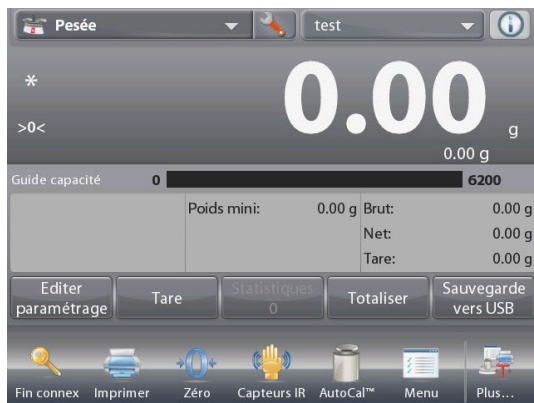 Pesée
test
*
>0<
0.00 g
0.00 g
Guide capacité 0 6200
Poids mini: 0.00 g Brut: 0.00 g
Net: 0.00 g
Tare: 0.00 g
Editer paramétrage
Tare
Statistiques 0
Totaliser
Sauvegarde vers USB
Fin connex Imprimer Zéro Capteurs IR AutoCal™ Menu Plus...